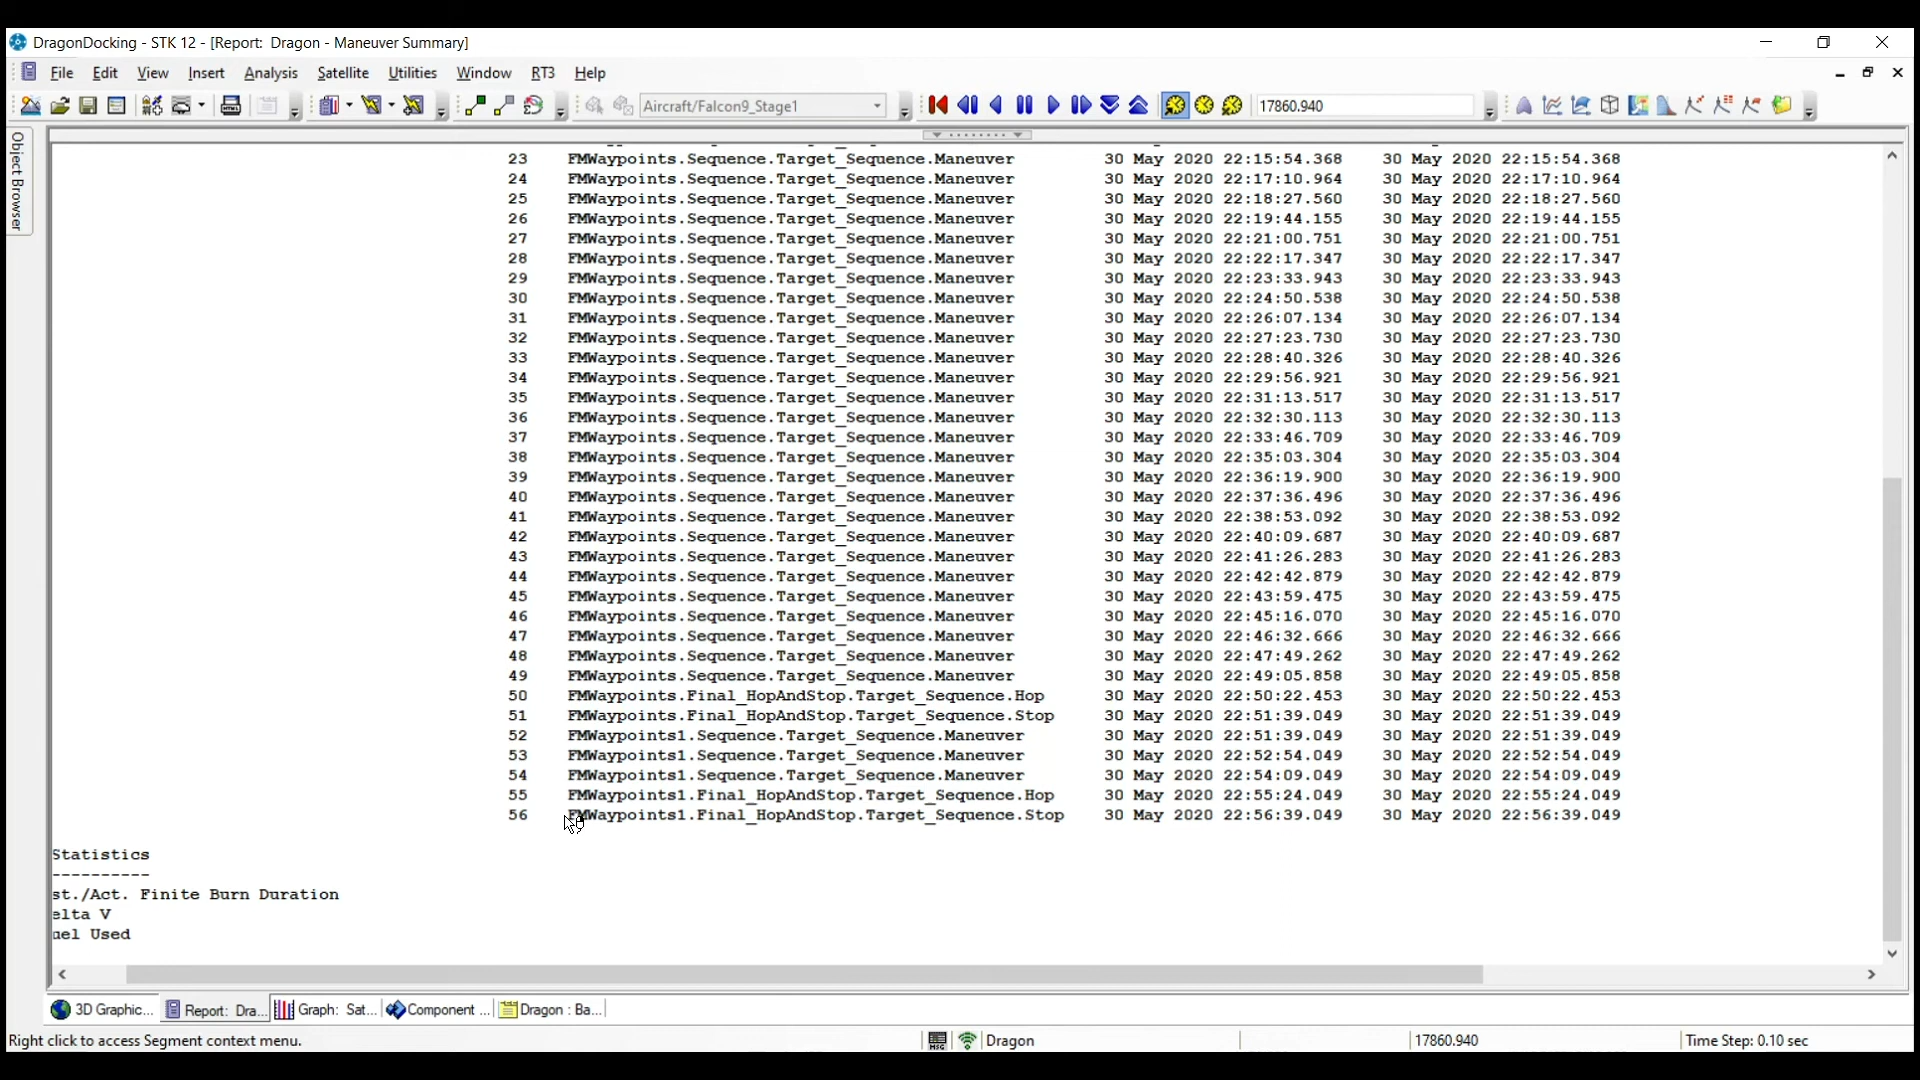 DragonDocking - STK 12 - [Report: Dragon - Maneuver Summary]
File Edit View Insert Analysis Satellite Utilities Window RT3 Help
Aircraft/Falcon9_Stage1 17860.940
Object Browser
23 FMWaypoints.Sequence.Target_Sequence.Maneuver 30 May 2020 22:15:54.368 30 May 2020 22:15:54.368
24 FMWaypoints.Sequence.Target_Sequence.Maneuver 30 May 2020 22:17:10.964 30 May 2020 22:17:10.964
25 FMWaypoints.Sequence.Target_Sequence.Maneuver 30 May 2020 22:18:27.560 30 May 2020 22:18:27.560
26 FMWaypoints.Sequence.Target_Sequence.Maneuver 30 May 2020 22:19:44.155 30 May 2020 22:19:44.155
27 FMWaypoints.Sequence.Target_Sequence.Maneuver 30 May 2020 22:21:00.751 30 May 2020 22:21:00.751
28 FMWaypoints.Sequence.Target_Sequence.Maneuver 30 May 2020 22:22:17.347 30 May 2020 22:22:17.347
29 FMWaypoints.Sequence.Target_Sequence.Maneuver 30 May 2020 22:23:33.943 30 May 2020 22:23:33.943
30 FMWaypoints.Sequence.Target_Sequence.Maneuver 30 May 2020 22:24:50.538 30 May 2020 22:24:50.538
31 FMWaypoints.Sequence.Target_Sequence.Maneuver 30 May 2020 22:26:07.134 30 May 2020 22:26:07.134
32 FMWaypoints.Sequence.Target_Sequence.Maneuver 30 May 2020 22:27:23.730 30 May 2020 22:27:23.730
33 FMWaypoints.Sequence.Target_Sequence.Maneuver 30 May 2020 22:28:40.326 30 May 2020 22:28:40.326
34 FMWaypoints.Sequence.Target_Sequence.Maneuver 30 May 2020 22:29:56.921 30 May 2020 22:29:56.921
35 FMWaypoints.Sequence.Target_Sequence.Maneuver 30 May 2020 22:31:13.517 30 May 2020 22:31:13.517
36 FMWaypoints.Sequence.Target_Sequence.Maneuver 30 May 2020 22:32:30.113 30 May 2020 22:32:30.113
37 FMWaypoints.Sequence.Target_Sequence.Maneuver 30 May 2020 22:33:46.709 30 May 2020 22:33:46.709
38 FMWaypoints.Sequence.Target_Sequence.Maneuver 30 May 2020 22:35:03.304 30 May 2020 22:35:03.304
39 FMWaypoints.Sequence.Target_Sequence.Maneuver 30 May 2020 22:36:19.900 30 May 2020 22:36:19.900
40 FMWaypoints.Sequence.Target_Sequence.Maneuver 30 May 2020 22:37:36.496 30 May 2020 22:37:36.496
41 FMWaypoints.Sequence.Target_Sequence.Maneuver 30 May 2020 22:38:53.092 30 May 2020 22:38:53.092
42 FMWaypoints.Sequence.Target_Sequence.Maneuver 30 May 2020 22:40:09.687 30 May 2020 22:40:09.687
43 FMWaypoints.Sequence.Target_Sequence.Maneuver 30 May 2020 22:41:26.283 30 May 2020 22:41:26.283
44 FMWaypoints.Sequence.Target_Sequence.Maneuver 30 May 2020 22:42:42.879 30 May 2020 22:42:42.879
45 FMWaypoints.Sequence.Target_Sequence.Maneuver 30 May 2020 22:43:59.475 30 May 2020 22:43:59.475
46 FMWaypoints.Sequence.Target_Sequence.Maneuver 30 May 2020 22:45:16.070 30 May 2020 22:45:16.070
47 FMWaypoints.Sequence.Target_Sequence.Maneuver 30 May 2020 22:46:32.666 30 May 2020 22:46:32.666
48 FMWaypoints.Sequence.Target_Sequence.Maneuver 30 May 2020 22:47:49.262 30 May 2020 22:47:49.262
49 FMWaypoints.Sequence.Target_Sequence.Maneuver 30 May 2020 22:49:05.858 30 May 2020 22:49:05.858
50 FMWaypoints.Final_HopAndStop.Target_Sequence.Hop 30 May 2020 22:50:22.453 30 May 2020 22:50:22.453
51 FMWaypoints.Final_HopAndStop.Target_Sequence.Stop 30 May 2020 22:51:39.049 30 May 2020 22:51:39.049
52 FMWaypoints1.Sequence.Target_Sequence.Maneuver 30 May 2020 22:51:39.049 30 May 2020 22:51:39.049
53 FMWaypoints1.Sequence.Target_Sequence.Maneuver 30 May 2020 22:52:54.049 30 May 2020 22:52:54.049
54 FMWaypoints1.Sequence.Target_Sequence.Maneuver 30 May 2020 22:54:09.049 30 May 2020 22:54:09.049
55 FMWaypoints1.Final_HopAndStop.Target_Sequence.Hop 30 May 2020 22:55:24.049 30 May 2020 22:55:24.049
56 FMWaypoints1.Final_HopAndStop.Target_Sequence.Stop 30 May 2020 22:56:39.049 30 May 2020 22:56:39.049
Statistics
----------
st./Act. Finite Burn Duration
elta V
uel Used
3D Graphic... Report: Dra... Graph: Sat... Component ... Dragon : Ba...
Right click to access Segment context menu. MSG Dragon 17860.940 Time Step: 0.10 sec